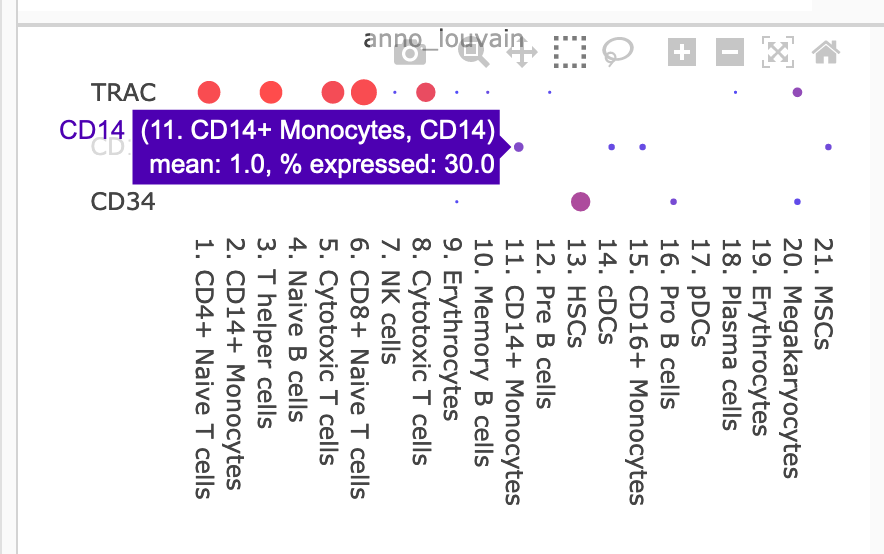 anno_louvain
TRAC
CD14
(11. CD14+ Monocytes, CD14)
mean: 1.0, % expressed: 30.0
CD34
1. CD4+ Naive T cells
2. CD14+ Monocytes
3. T helper cells
4. Naive B cells
5. Cytotoxic T cells
6. CD8+ Naive T cells
7. NK cells
8. Cytotoxic T cells
9. Erythrocytes
10. Memory B cells
11. CD14+ Monocytes
12. Pre B cells
13. HSCs
14. cDCs
15. CD16+ Monocytes
16. Pro B cells
17. pDCs
18. Plasma cells
19. Erythrocytes
20. Megakaryocytes
21. MSCs